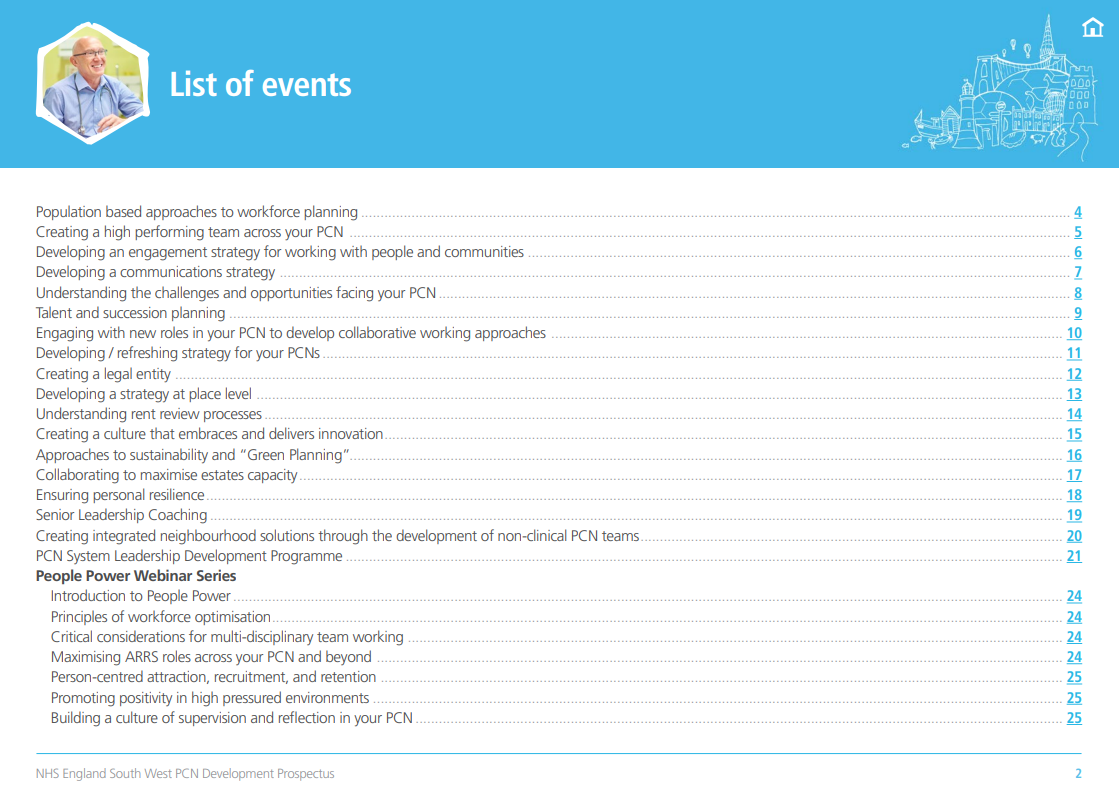 List of events
Population based approaches to workforce planning 4
Creating a high performing team across your PCN 5
Developing an engagement strategy for working with people and communities 6
Developing a communications strategy 7
Understanding the challenges and opportunities facing your PCN 8
Talent and succession planning 9
Engaging with new roles in your PCN to develop collaborative working approaches 10
Developing / refreshing strategy for your PCNs 11
Creating a legal entity 12
Developing a strategy at place level 13
Understanding rent review processes 14
Creating a culture that embraces and delivers innovation 15
Approaches to sustainability and “Green Planning” 16
Collaborating to maximise estates capacity 17
Ensuring personal resilience 18
Senior Leadership Coaching 19
Creating integrated neighbourhood solutions through the development of non-clinical PCN teams 20
PCN System Leadership Development Programme 21
People Power Webinar Series
Introduction to People Power 24
Principles of workforce optimisation 24
Critical considerations for multi-disciplinary team working 24
Maximising ARRS roles across your PCN and beyond 24
Person-centred attraction, recruitment, and retention 25
Promoting positivity in high pressured environments 25
Building a culture of supervision and reflection in your PCN 25
NHS England South West PCN Development Prospectus 2